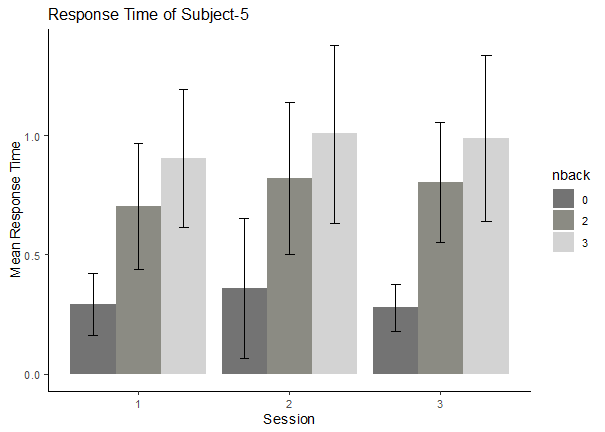 Response Time of Subject-5
Mean Response Time
1.0
0.5
0.0
1 2 3
Session
nback
0
2
3